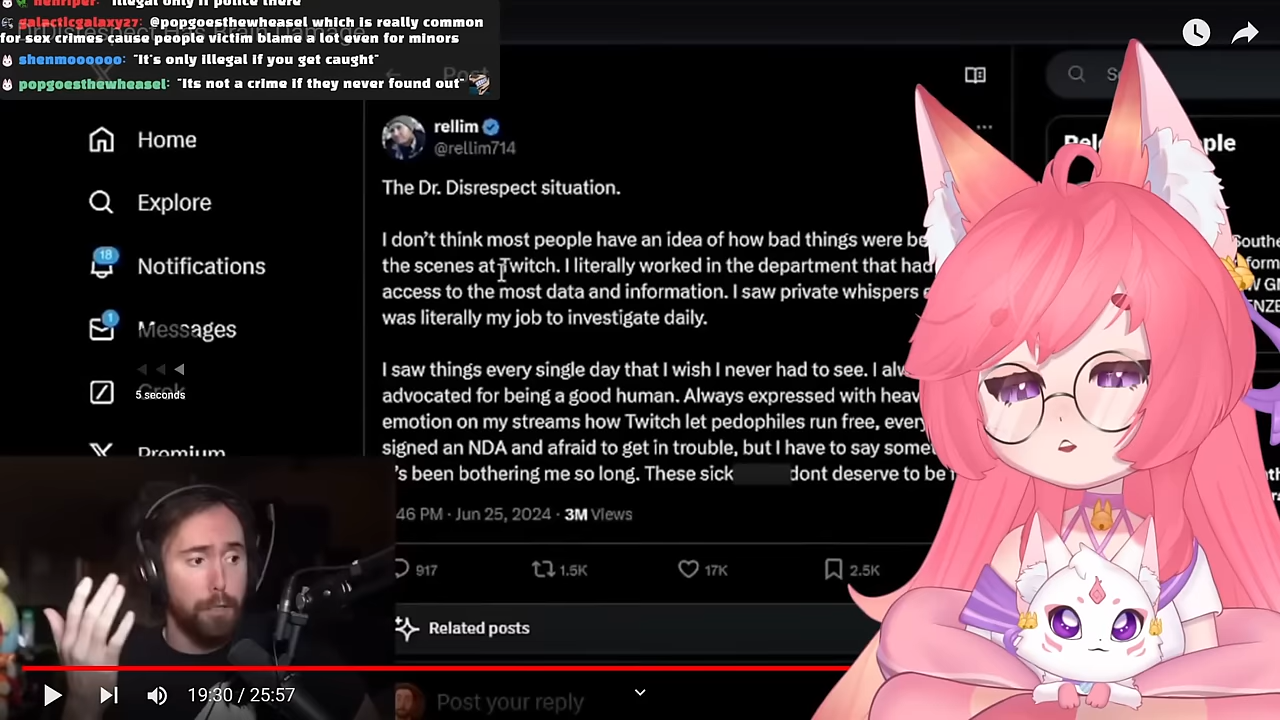 henriper: "illegal only if police there
galacticgalaxy27: @popgoesthewheasel which is really common
for sex crimes cause people victim blame a lot even for minors
shenmoooooo: "It's only illegal if you get caught"
popgoesthewheasel: "Its not a crime if they never found out"
DrDisrespect Has Brain Damage
Post
Home
Explore
18
Notifications
1
Messages
Grok
5 seconds
Premium
rellim
@rellim714
The Dr. Disrespect situation.
I don't think most people have an idea of how bad things were be
the scenes at Twitch. I literally worked in the department that had
access to the most data and information. I saw private whispers
was literally my job to investigate daily.
I saw things every single day that I wish I never had to see. I alw
advocated for being a good human. Always expressed with heav
emotion on my streams how Twitch let pedophiles run free, every
signed an NDA and afraid to get in trouble, but I have to say somet
's been bothering me so long. These sick dont deserve to be f
46 PM · Jun 25, 2024 · 3M Views
917
1.5K
17K
2.5K
Related posts
Post your reply
19:30 / 25:57